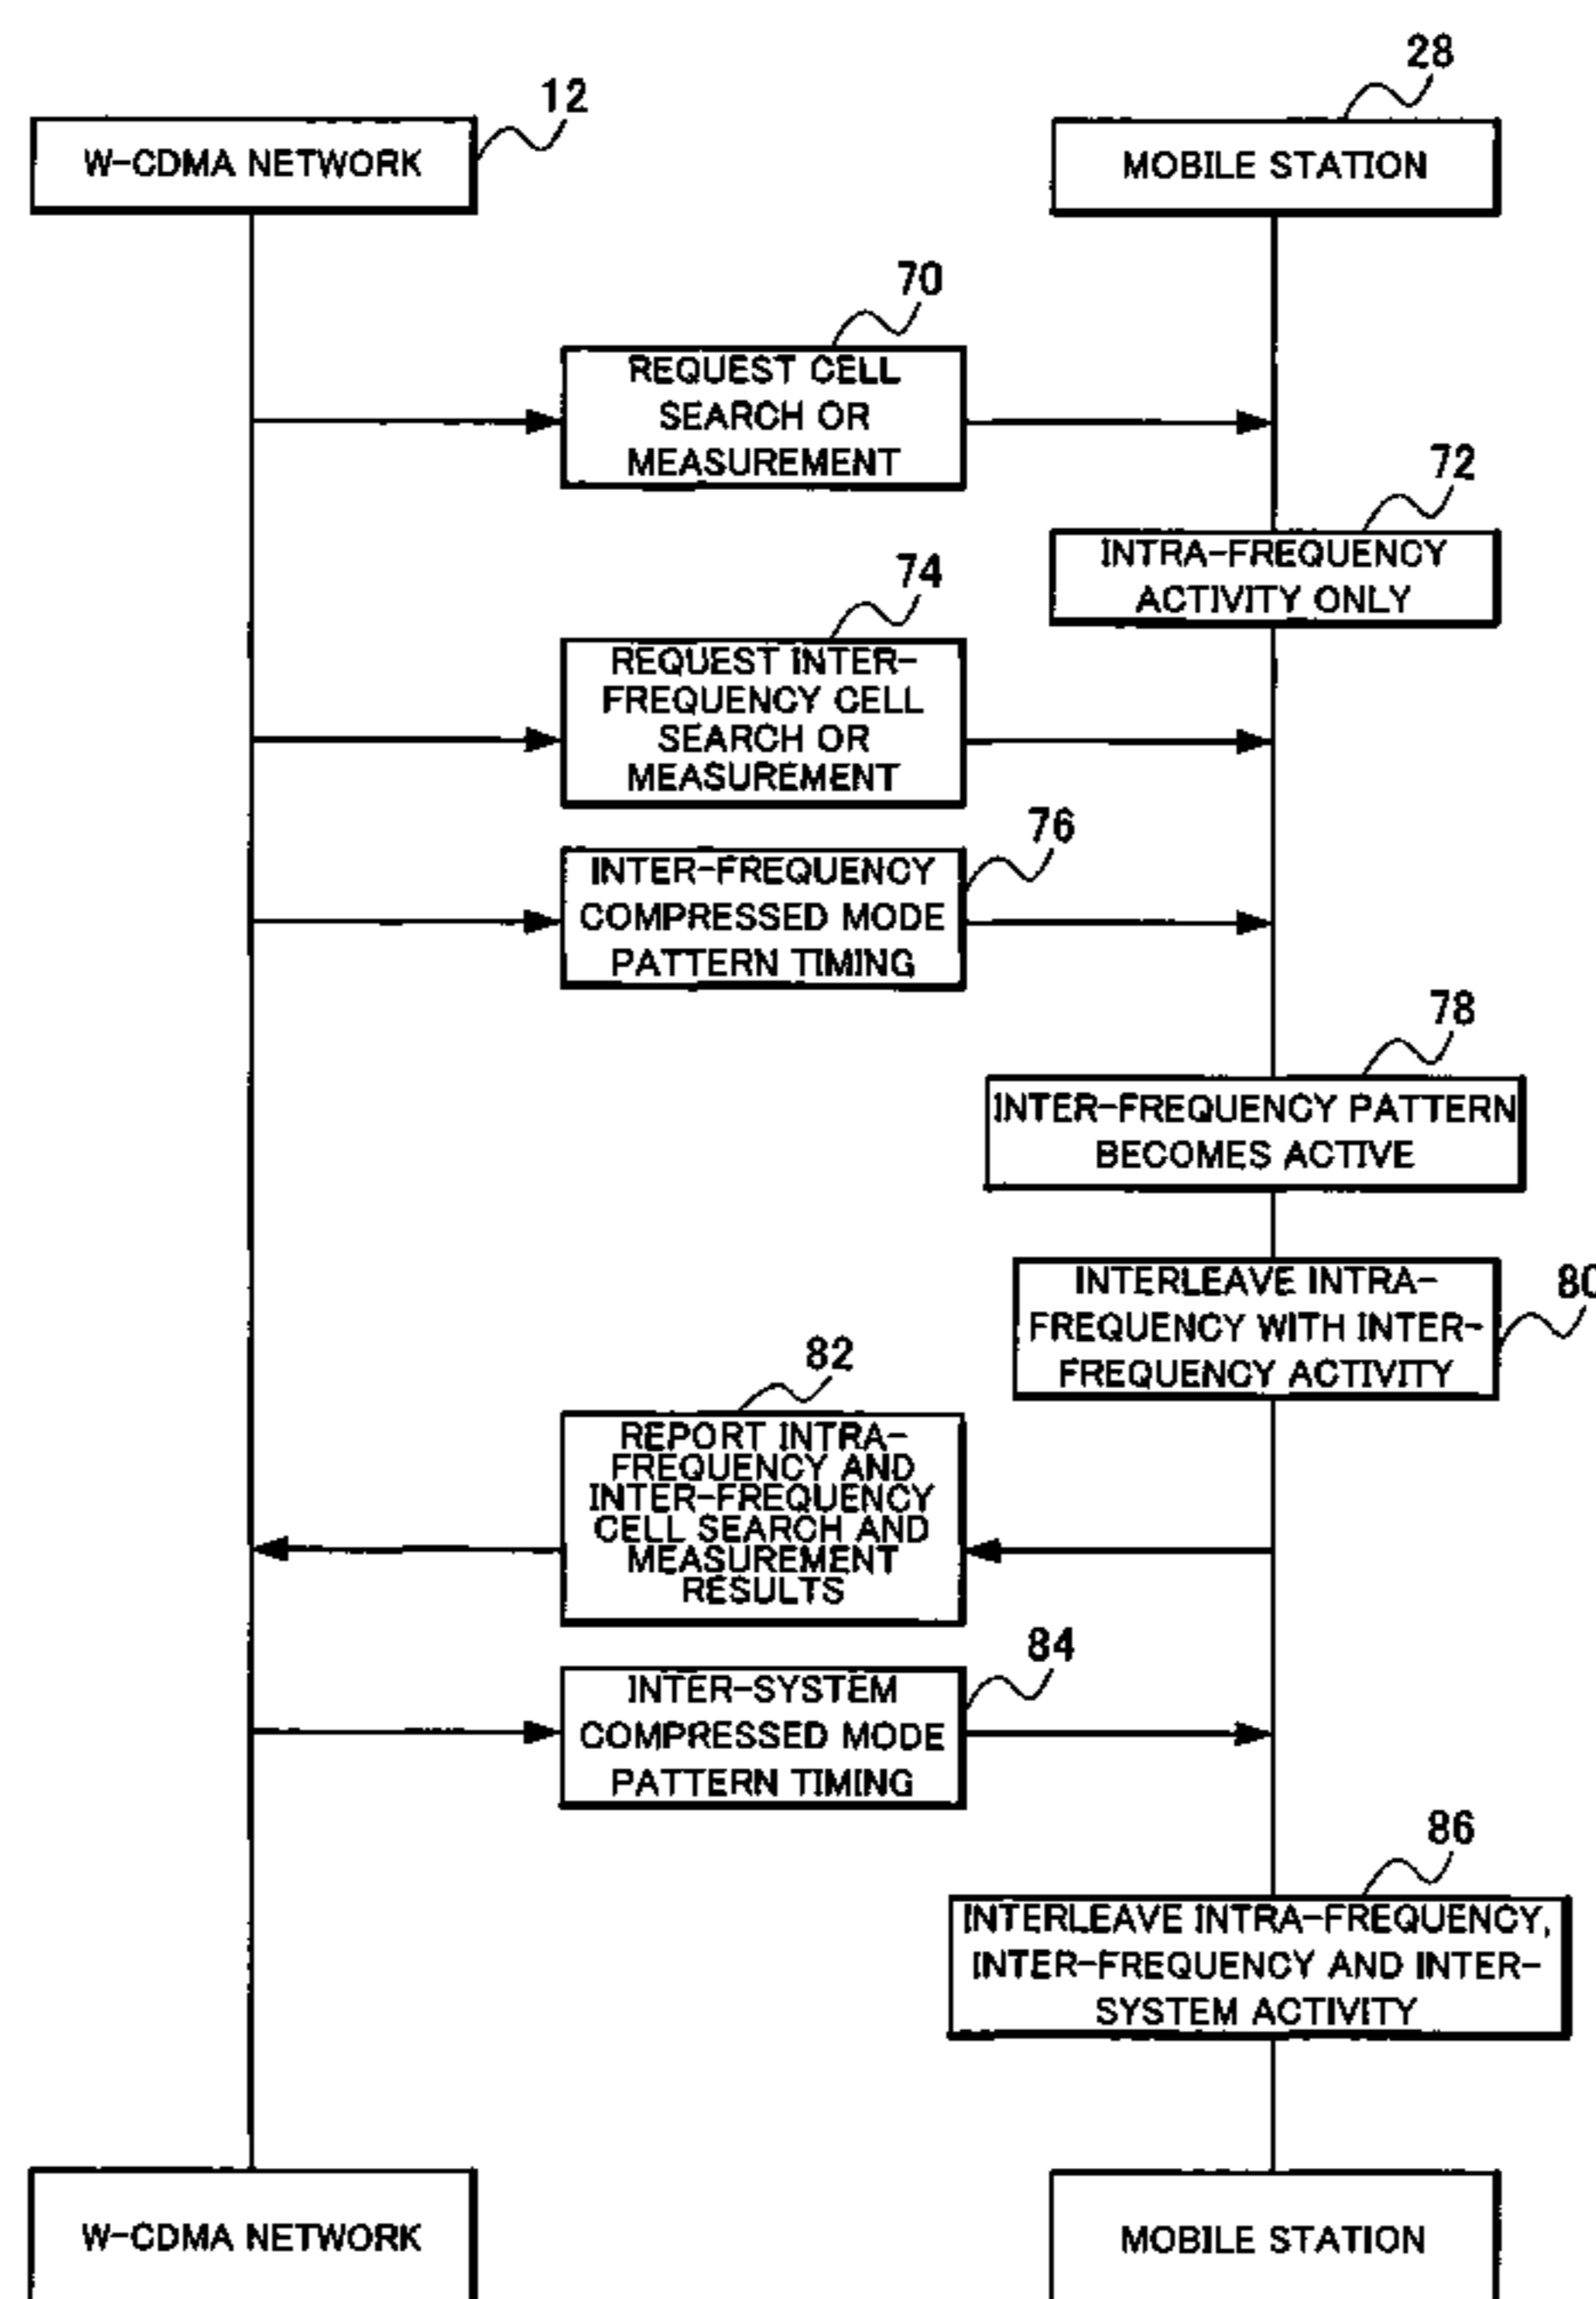 28
12
W-CDMA NETWORK
MOBILE STATION
70
REQUEST CELL
SEARCH OR
MEASUREMENT
72
INTRA-FREQUENCY
ACTIVITY ONLY
74
REQUEST INTER-
FREQUENCY CELL
SEARCH OR
MEASUREMENT
76
INTER-FREQUENCY
COMPRESSED MODE
PATTERN TIMING
78
INTER-FREQUENCY PATTERN
BECOMES ACTIVE
80
INTERLEAVE INTRA-
FREQUENCY WITH INTER-
FREQUENCY ACTIVITY
82
REPORT INTRA-
FREQUENCY AND
INTER-FREQUENCY
CELL SEARCH AND
MEASUREMENT
RESULTS
84
INTER-SYSTEM
COMPRESSED MODE
PATTERN TIMING
86
INTERLEAVE INTRA-FREQUENCY,
INTER-FREQUENCY AND INTER-
SYSTEM ACTIVITY
W-CDMA NETWORK
MOBILE STATION